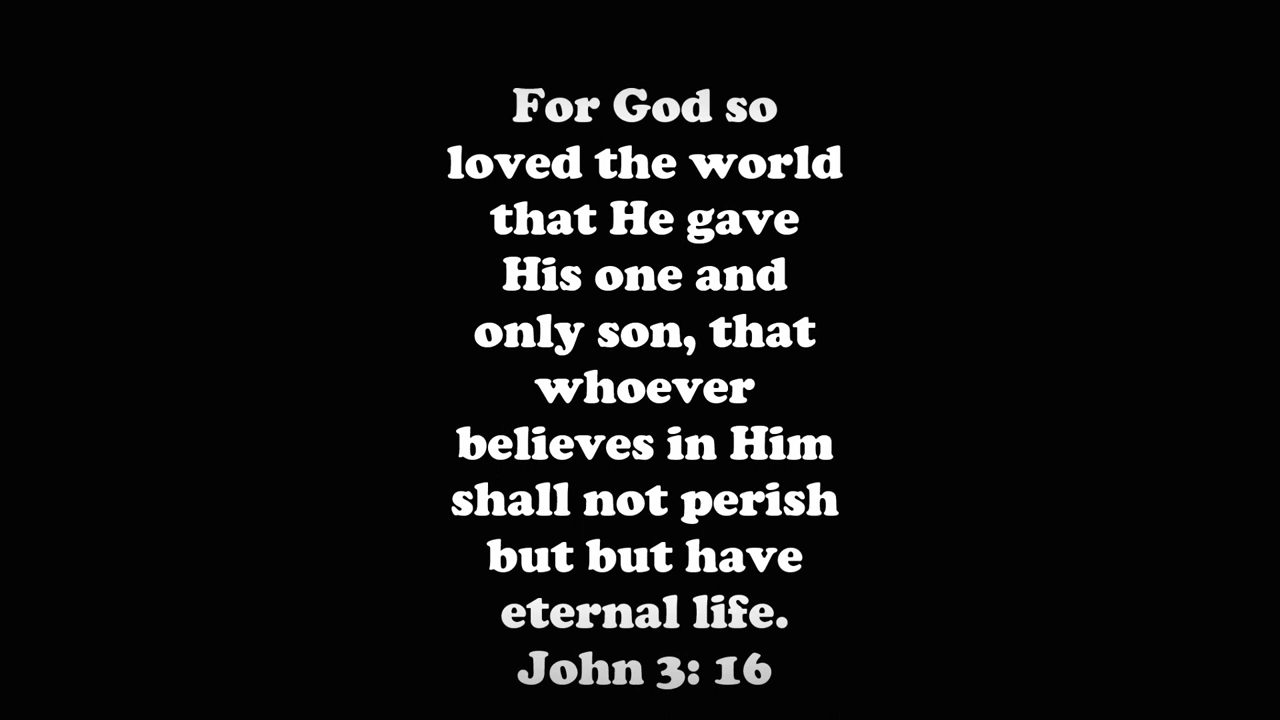 For God so
loved the world
that He gave
His one and
only son, that
whoever
believes in Him
shall not perish
but but have
eternal life.
John 3: 16